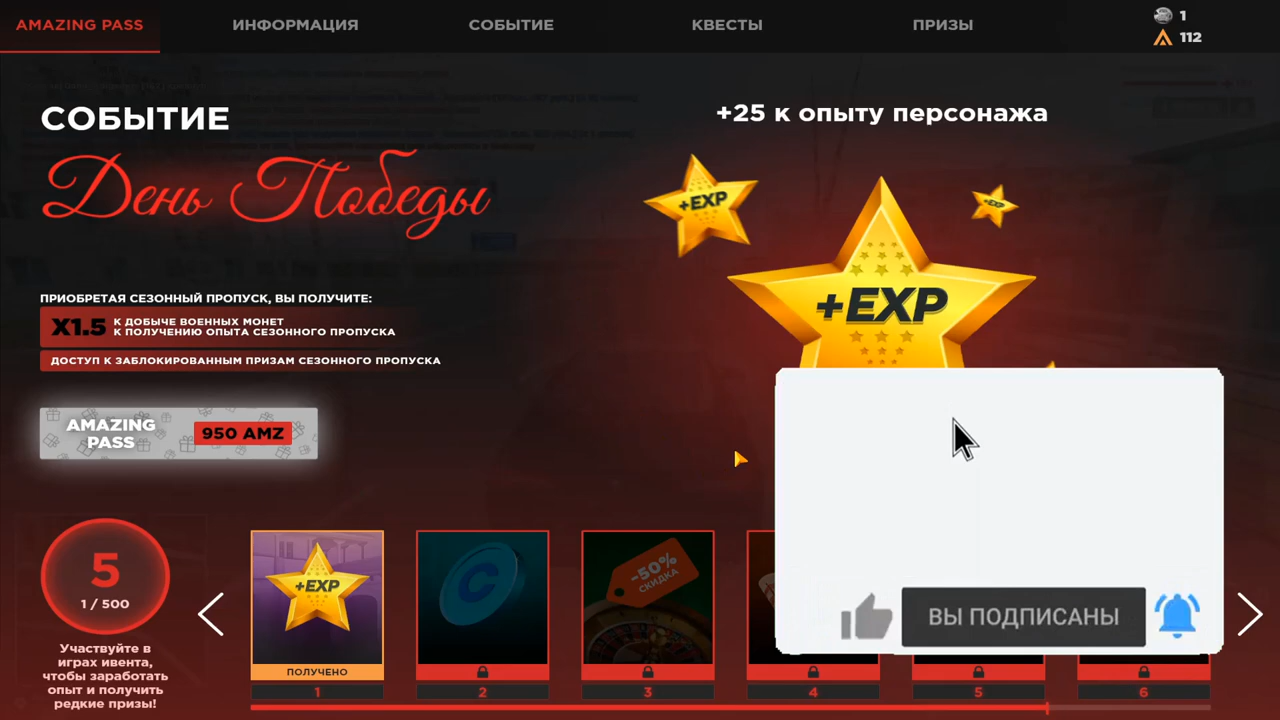 AMAZING PASS
ИНФОРМАЦИЯ
СОБЫТИЕ
КВЕСТЫ
ПРИЗЫ
1
112
СОБЫТИЕ
День Победы
+25 к опыту персонажа
+EXP
+EXP
+EXP
ПРИОБРЕТАЯ СЕЗОННЫЙ ПРОПУСК, ВЫ ПОЛУЧИТЕ:
X1.5
К ДОБЫЧЕ ВОЕННЫХ МОНЕТ
К ПОЛУЧЕНИЮ ОПЫТА СЕЗОННОГО ПРОПУСКА
ДОСТУП К ЗАБЛОКИРОВАННЫМ ПРИЗАМ СЕЗОННОГО ПРОПУСКА
AMAZING
PASS
950 AMZ
5
1 / 500
Участвуйте в
играх ивента,
чтобы заработать
опыт и получить
редкие призы!
+EXP
ПОЛУЧЕНО
C
-50%
СКИДКА
ВЫ ПОДПИСАНЫ
1
2
3
4
5
6